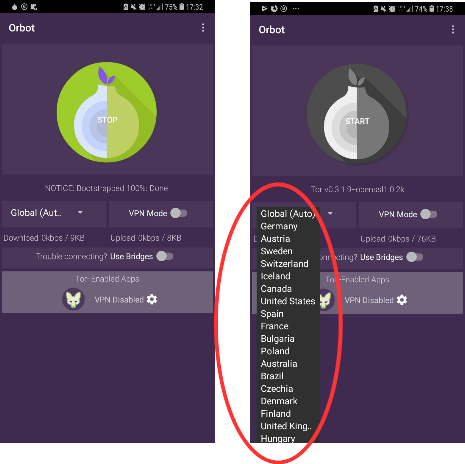 75% 17:32
Orbot
STOP
NOTICE: Bootstrapped 100%: Done
Global (Aut..
VPN Mode
Download 0kbps / 9KB
Upload 0kbps / 8KB
Trouble connecting? Use Bridges
Tor-Enabled Apps
VPN Disabled
74% 17:38
Orbot
START
Tor v0.3.1.9-openssl1.0.2k
Global (Auto)
VPN Mode
Germany
Austria
Upload 0kbps / 76KB
Sweden
Switzerland
connecting? Use Bridges
Iceland
Tor-Enabled Apps
Canada
United States
VPN Disabled
Spain
France
Bulgaria
Poland
Australia
Brazil
Czechia
Denmark
Finland
United King..
Hungary